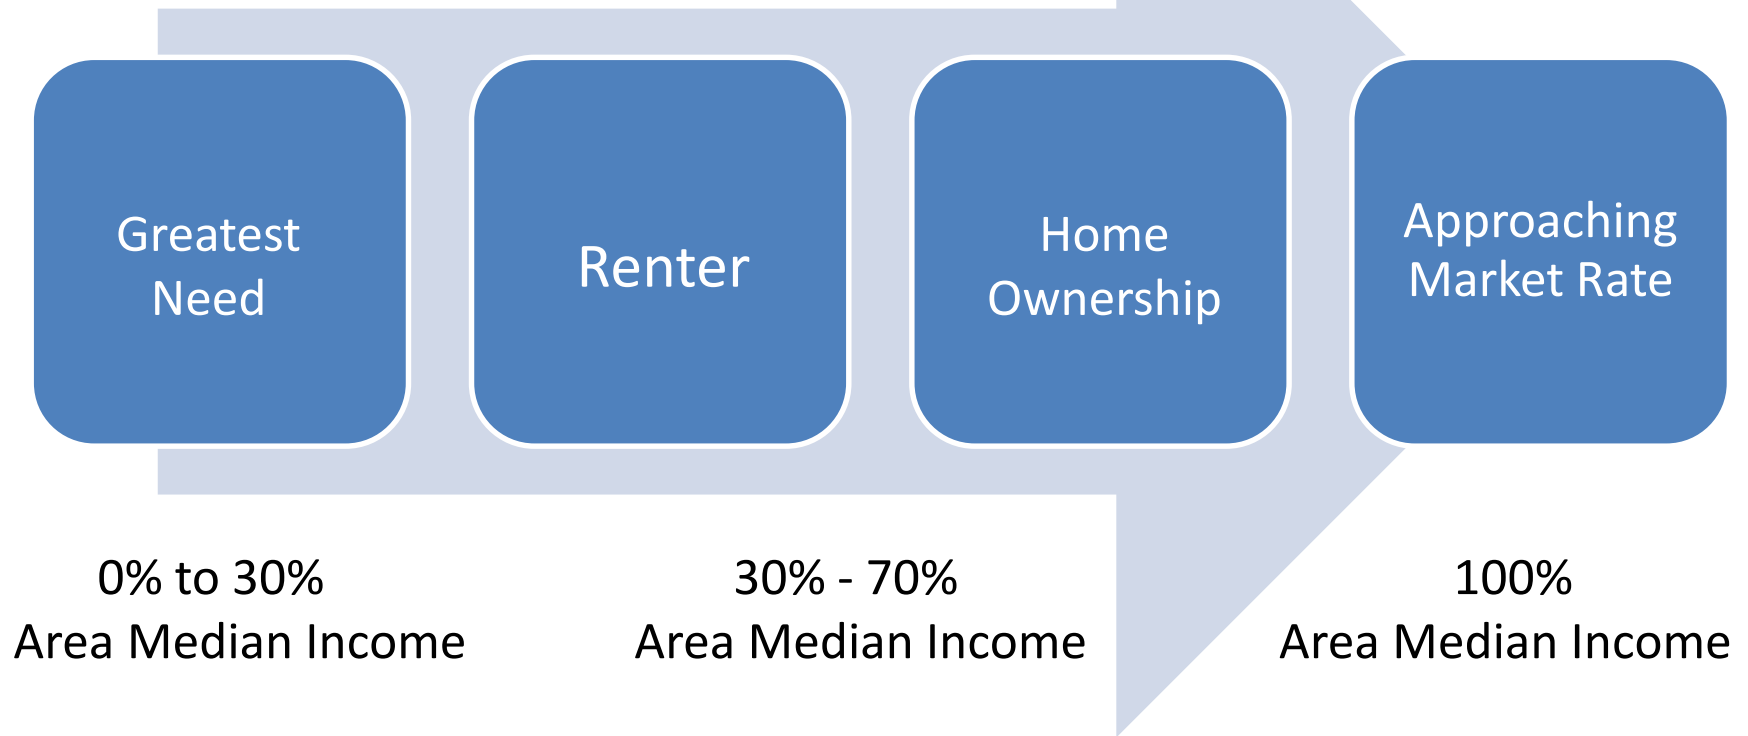 Greatest
Need
Renter
Home
Ownership
Approaching
Market Rate
0% to 30%
Area Median Income
30% - 70%
Area Median Income
100%
Area Median Income